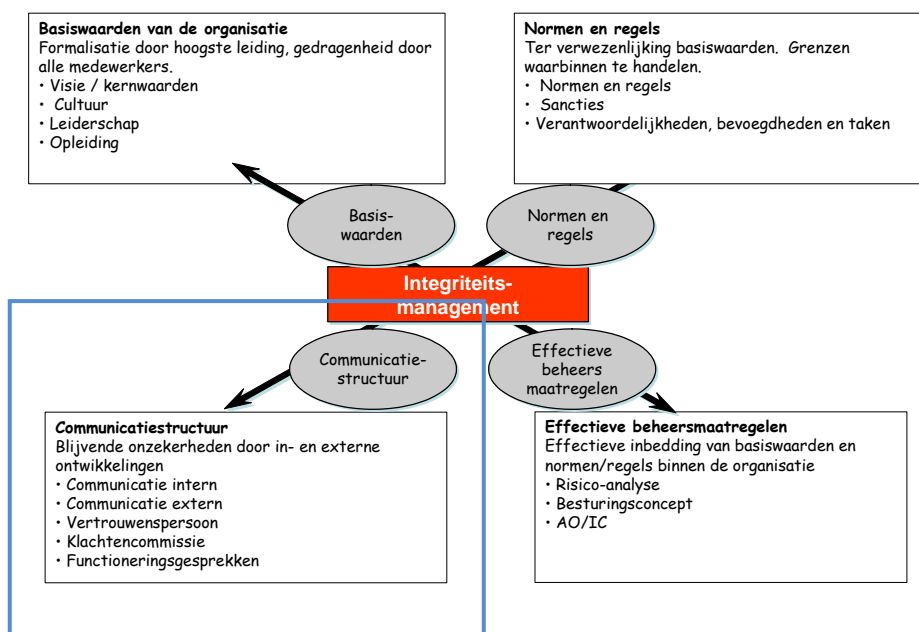 Basiswaarden van de organisatie
Formalisatie door hoogste leiding, gedragenheid door
alle medewerkers.
• Visie / kernwaarden
• Cultuur
• Leiderschap
• Opleiding
Normen en regels
Ter verwezenlijking basiswaarden. Grenzen
waarbinnen te handelen.
• Normen en regels
• Sancties
• Verantwoordelijkheden, bevoegdheden en taken
Basis-
waarden
Normen en
regels
Integriteits-
management
Communicatie-
structuur
Effectieve
beheers
maatregelen
Communicatiestructuur
Blijvende onzekerheden door in- en externe
ontwikkelingen
• Communicatie intern
• Communicatie extern
• Vertrouwenspersoon
• Klachtencommissie
• Functioneringsgesprekken
Effectieve beheersmaatregelen
Effectieve inbedding van basiswaarden en
normen/regels binnen de organisatie
• Risico-analyse
• Besturingsconcept
• AO/IC